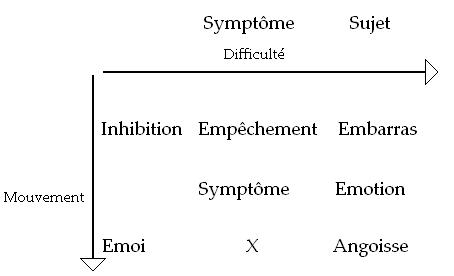 Symptôme Sujet
Difficulté
Inhibition Empêchement Embarras
Symptôme Emotion
Mouvement
Emoi X Angoisse